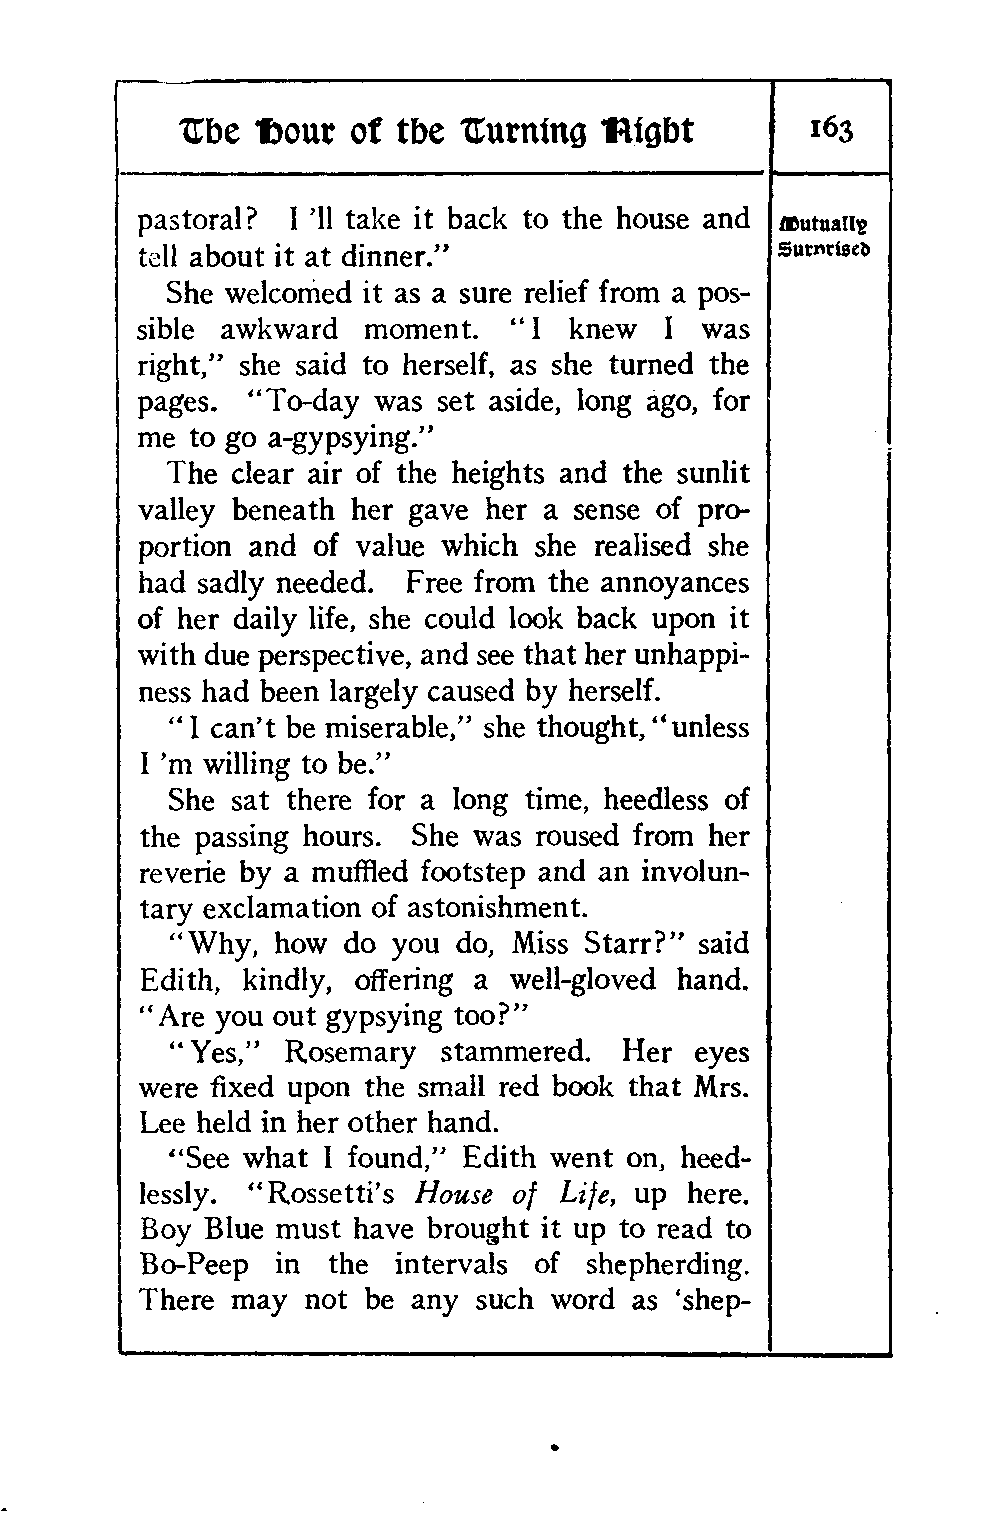 The Hour of the Turning Night
163
pastoral? I 'll take it back to the house and
tell about it at dinner."
She welcomed it as a sure relief from a pos-
sible awkward moment. "I knew I was
right," she said to herself, as she turned the
pages. "To-day was set aside, long ago, for
me to go a-gypsying."
The clear air of the heights and the sunlit
valley beneath her gave her a sense of pro-
portion and of value which she realised she
had sadly needed. Free from the annoyances
of her daily life, she could look back upon it
with due perspective, and see that her unhappi-
ness had been largely caused by herself.
"I can't be miserable," she thought, "unless
I 'm willing to be."
She sat there for a long time, heedless of
the passing hours. She was roused from her
reverie by a muffled footstep and an involun-
tary exclamation of astonishment.
"Why, how do you do, Miss Starr?" said
Edith, kindly, offering a well-gloved hand.
"Are you out gypsying too?"
"Yes," Rosemary stammered. Her eyes
were fixed upon the small red book that Mrs.
Lee held in her other hand.
"See what I found," Edith went on, heed-
lessly. "Rossetti's House of Life, up here.
Boy Blue must have brought it up to read to
Bo-Peep in the intervals of shepherding.
There may not be any such word as 'shep-
Mutually
Surprised